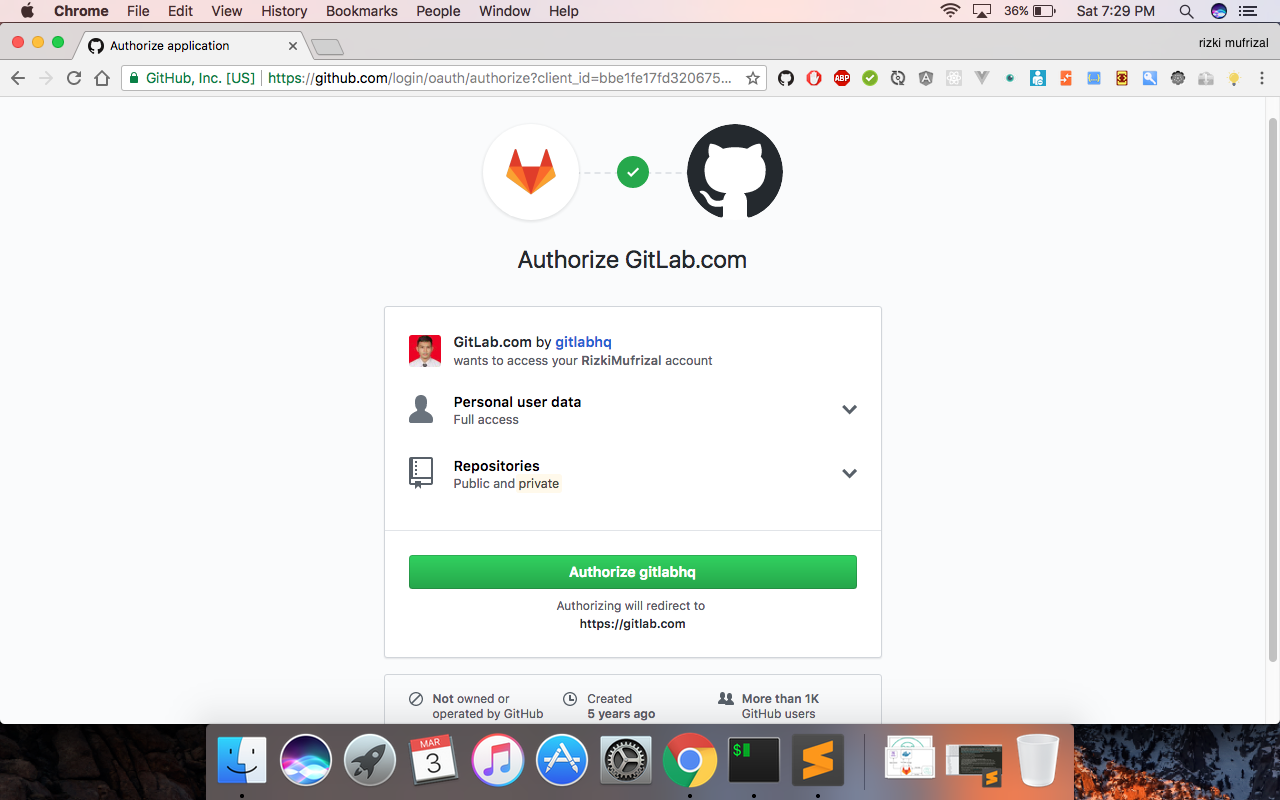 Chrome File Edit View History Bookmarks People Window Help 36% Sat 7:29 PM
Authorize application rizki mufrizal
GitHub, Inc. [US] https://github.com/login/oauth/authorize?client_id=bbe1fe17fd320675...
ABP
Authorize GitLab.com
GitLab.com by gitlabhq
wants to access your RizkiMufrizal account
Personal user data
Full access
Repositories
Public and private
Authorize gitlabhq
Authorizing will redirect to
https://gitlab.com
Not owned or Created More than 1K
operated by GitHub 5 years ago GitHub users
MAR
3
$